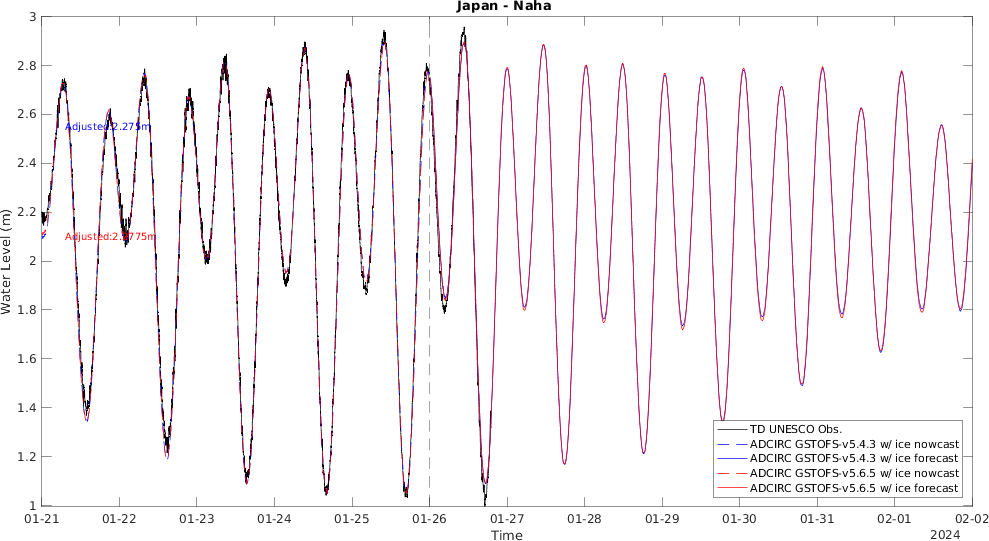 Japan - Naha
Water Level (m)
3
2.8
2.6
2.4
2.2
2
1.8
1.6
1.4
1.2
1
Adjusted:2.275m
TD UNESCO Obs.
ADCIRC GSTOFS-v5.4.3 w/ ice nowcast
ADCIRC GSTOFS-v5.4.3 w/ ice forecast
ADCIRC GSTOFS-v5.6.5 w/ ice nowcast
ADCIRC GSTOFS-v5.6.5 w/ ice forecast
01-21 01-22 01-23 01-24 01-25 01-26 01-27 01-28 01-29 01-30 01-31 02-01 02-02
Time
2024